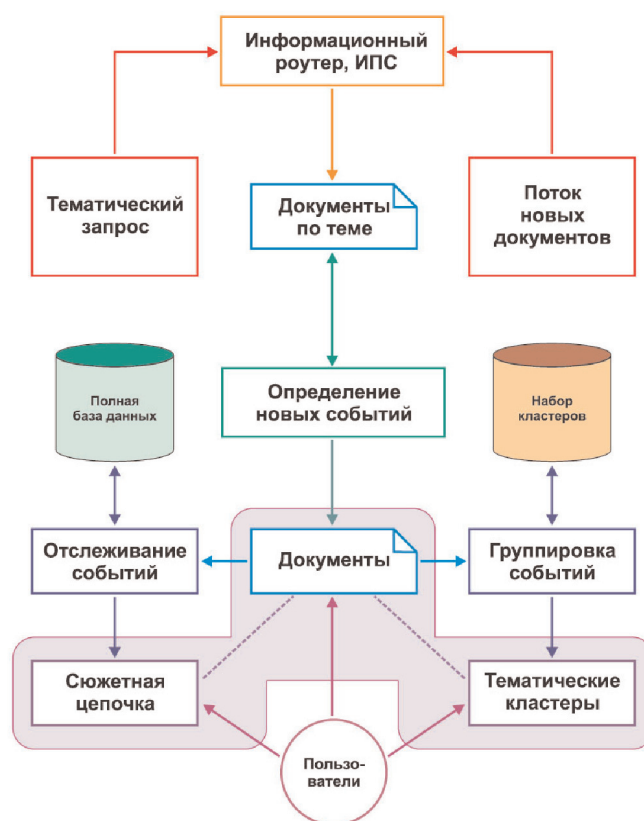 Информационный
роутер, ИПС
Тематический
запрос
Документы
по теме
Поток
новых
документов
Полная
база данных
Определение
новых событий
Набор
кластеров
Отслеживание
событий
Документы
Группировка
событий
Сюжетная
цепочка
Тематические
кластеры
Пользо-
ватели